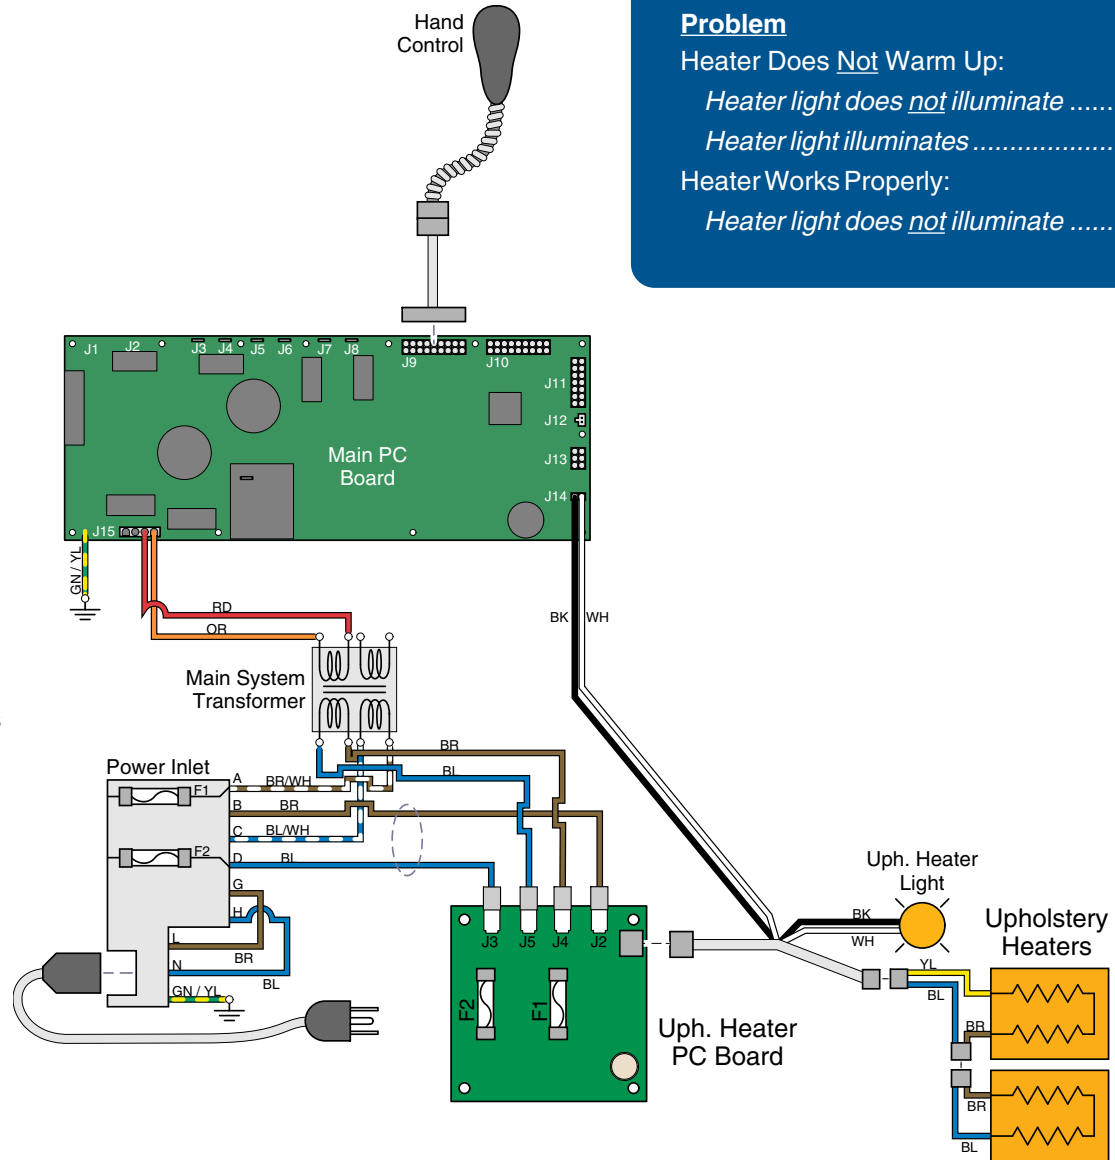 Hand
Control
Problem
Heater Does Not Warm Up:
Heater light does not illuminate ......
Heater light illuminates ...................
Heater Works Properly:
Heater light does not illuminate ......
J1
J2
J3
J4
J5
J6
J7
J8
J9
J10
J11
J12
J13
J14
Main PC
Board
J15
GN / YL
RD
OR
BK
WH
Main System
Transformer
Power Inlet
BR
BL
A
BR/WH
F1
B
BR
C
BL/WH
F2
D
BL
G
H
L
BR
N
BL
GN / YL
J3
J5
J4
J2
F2
F1
Uph. Heater
PC Board
Uph. Heater
Light
BK
WH
Upholstery
Heaters
YL
BL
BR
BR
BL